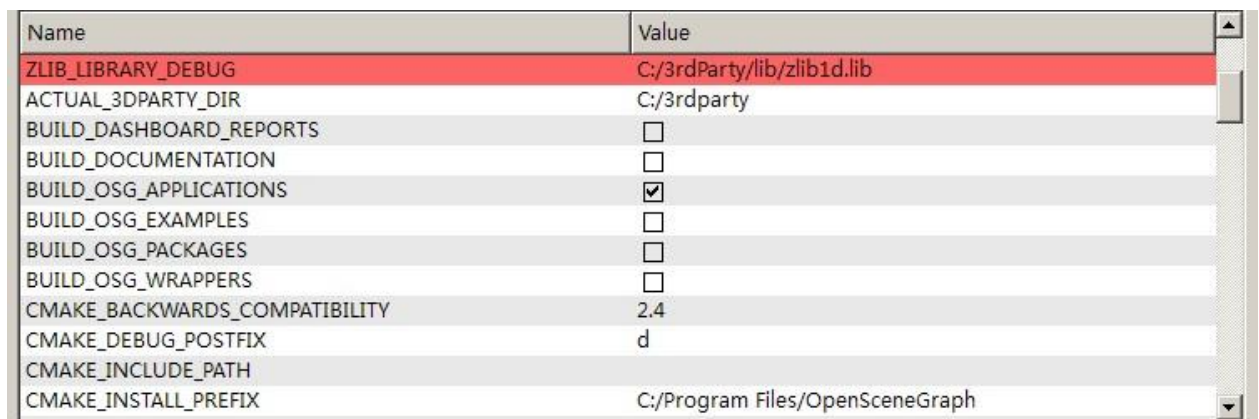 Name Value
ZLIB_LIBRARY_DEBUG C:/3rdParty/lib/zlib1d.lib
ACTUAL_3DPARTY_DIR C:/3rdparty
BUILD_DASHBOARD_REPORTS
BUILD_DOCUMENTATION
BUILD_OSG_APPLICATIONS
BUILD_OSG_EXAMPLES
BUILD_OSG_PACKAGES
BUILD_OSG_WRAPPERS
CMAKE_BACKWARDS_COMPATIBILITY 2.4
CMAKE_DEBUG_POSTFIX d
CMAKE_INCLUDE_PATH
CMAKE_INSTALL_PREFIX C:/Program Files/OpenSceneGraph